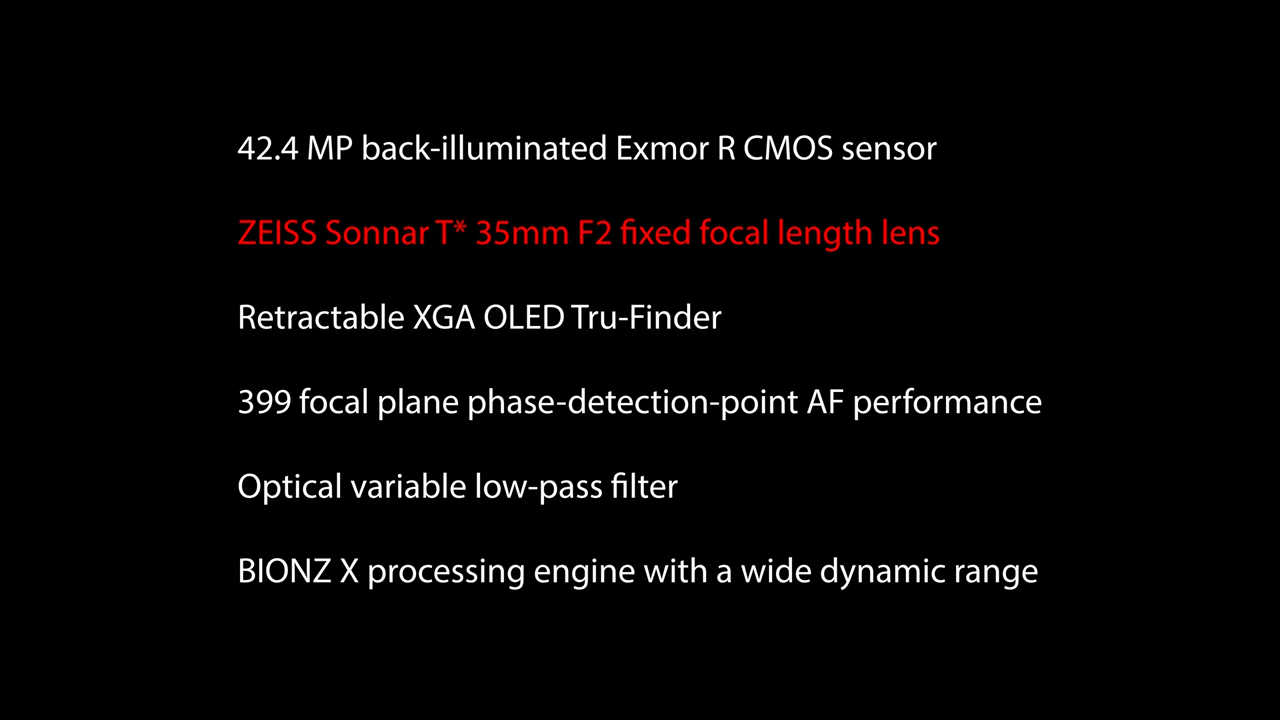 42.4 MP back-illuminated Exmor R CMOS sensor
ZEISS Sonnar T* 35mm F2 fixed focal length lens
Retractable XGA OLED Tru-Finder
399 focal plane phase-detection-point AF performance
Optical variable low-pass filter
BIONZ X processing engine with a wide dynamic range